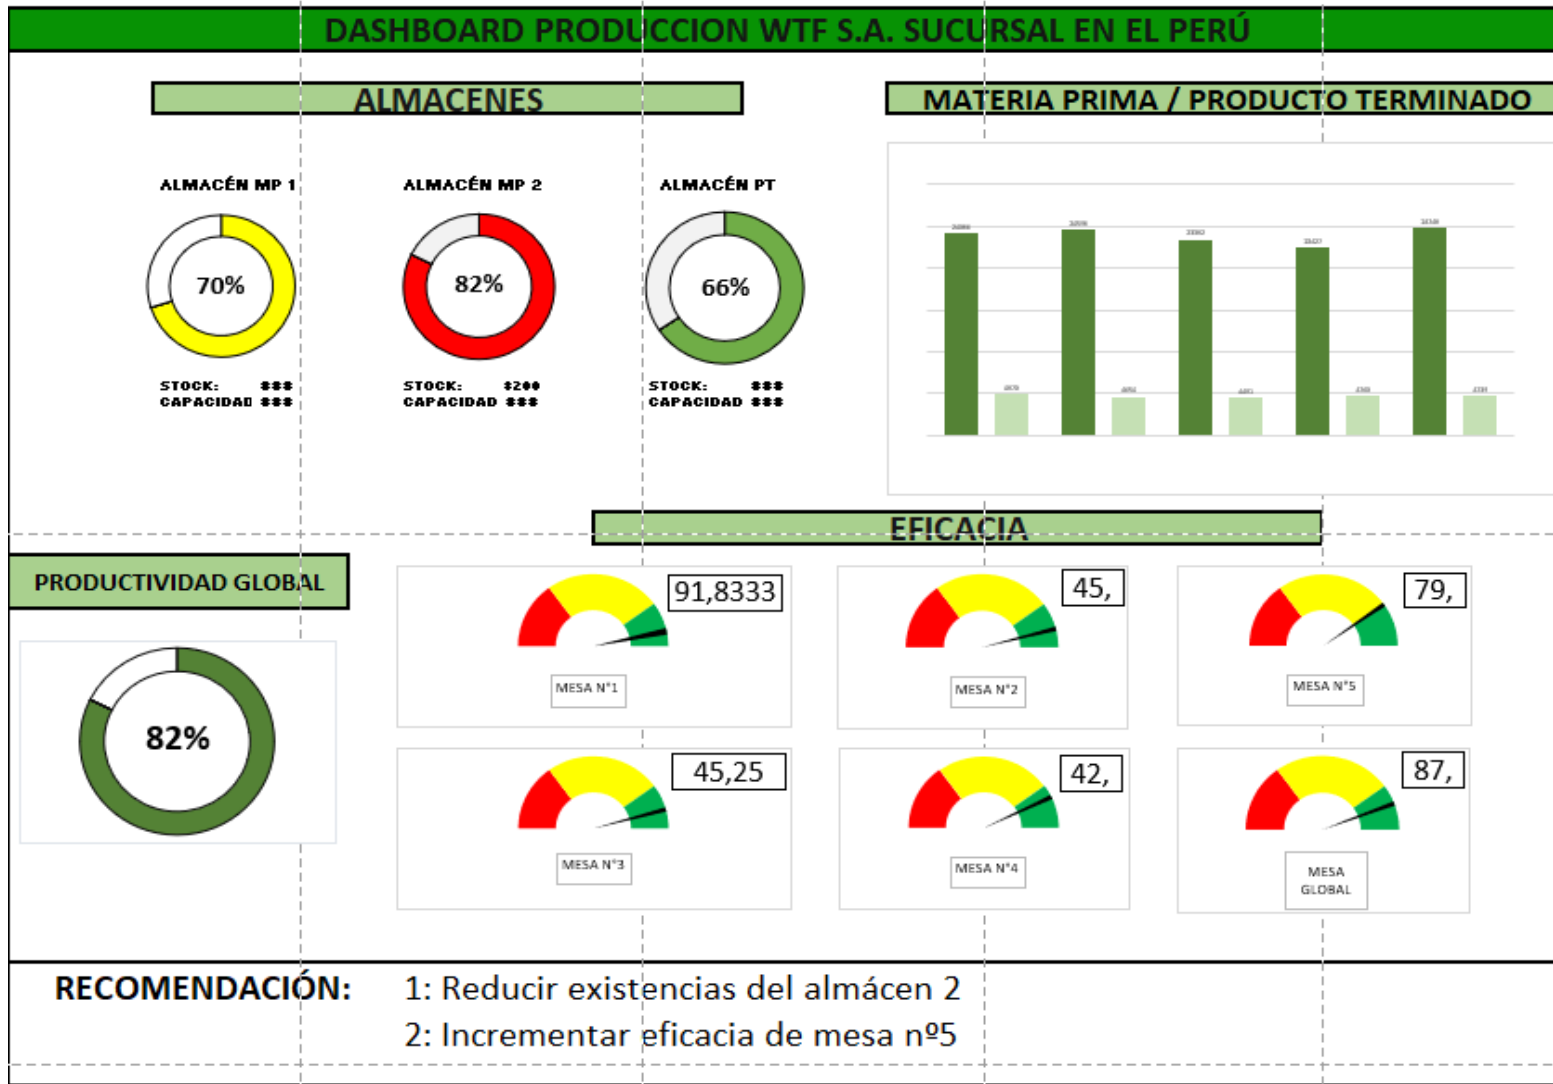 DASHBOARD PRODUCCION WTF S.A. SUCURSAL EN EL PERÚ
ALMACENES
MATERIA PRIMA / PRODUCTO TERMINADO
ALMACÉN MP 1
ALMACÉN MP 2
ALMACÉN PT
70%
82%
66%
STOCK: ###
CAPACIDAD ###
STOCK: 8200
CAPACIDAD ###
STOCK: ###
CAPACIDAD ###
EFICACIA
PRODUCTIVIDAD GLOBAL
82%
91,8333
MESA N°1
45,
MESA N°2
79,
MESA N°5
45,25
MESA N°3
42,
MESA N°4
87,
MESA
GLOBAL
RECOMENDACIÓN: 1: Reducir existencias del almácen 2
2: Incrementar eficacia de mesa nº5